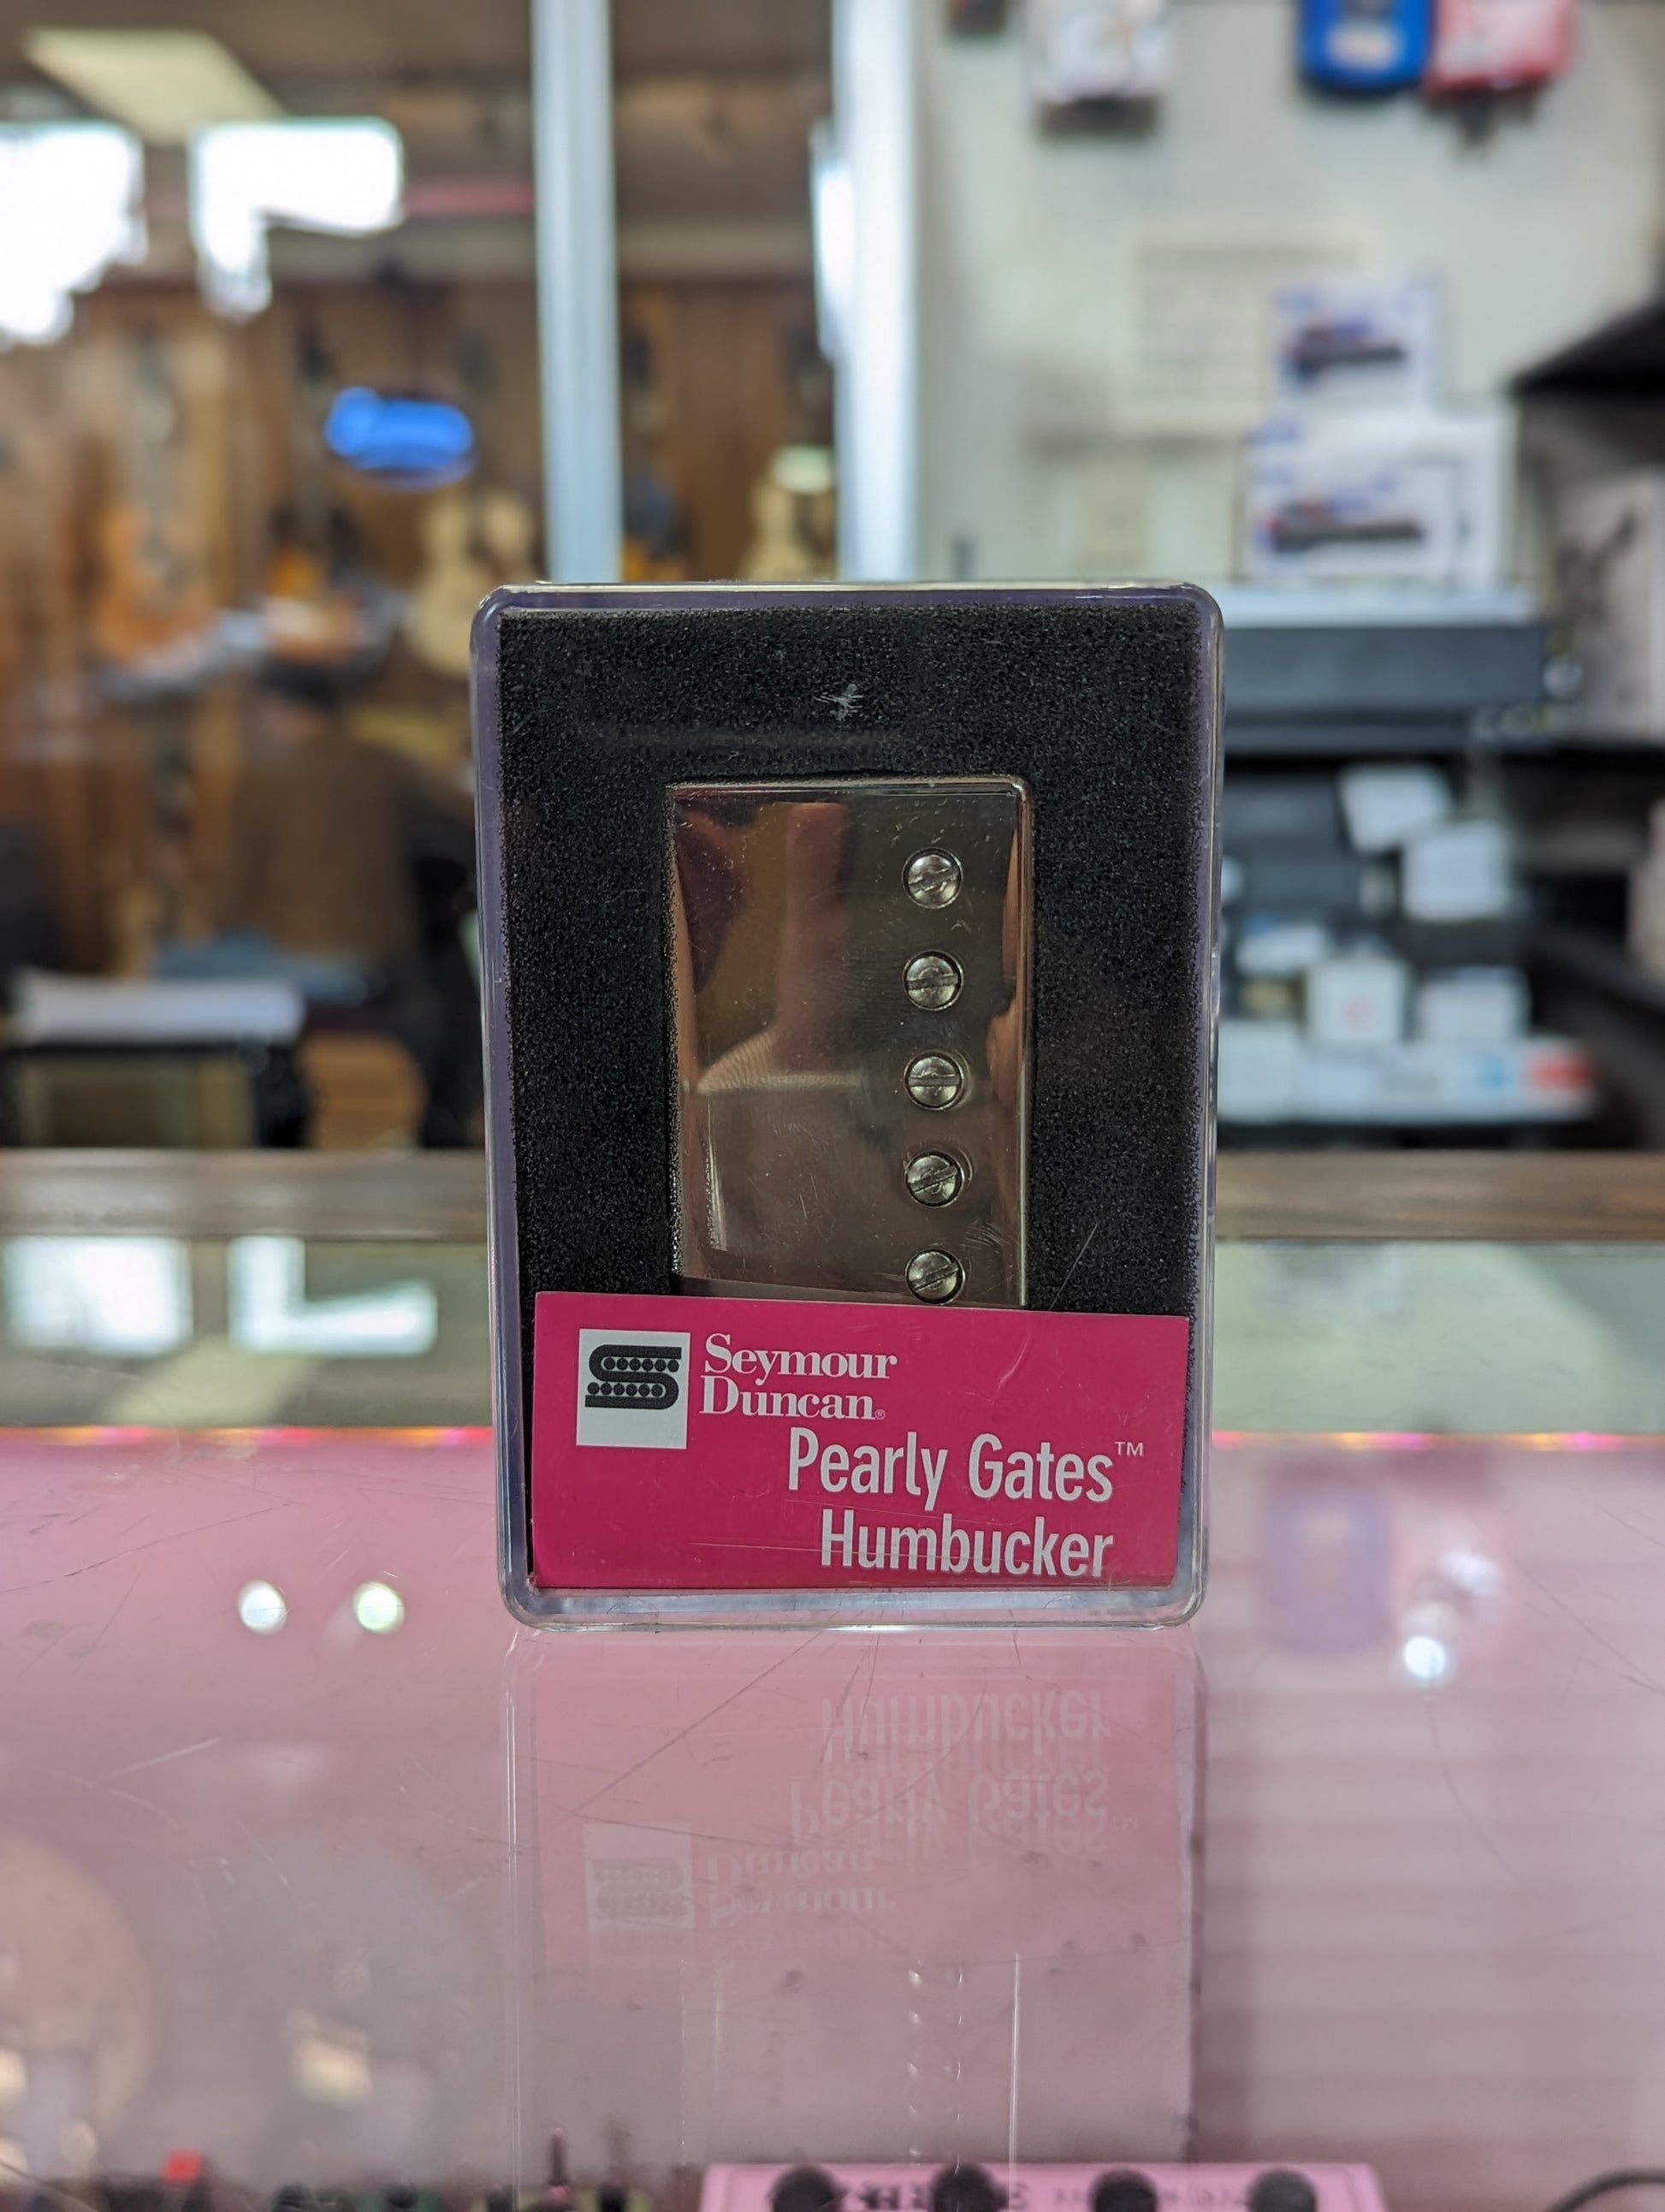 Seymour
Duncan®
Pearly Gates™
Humbucker